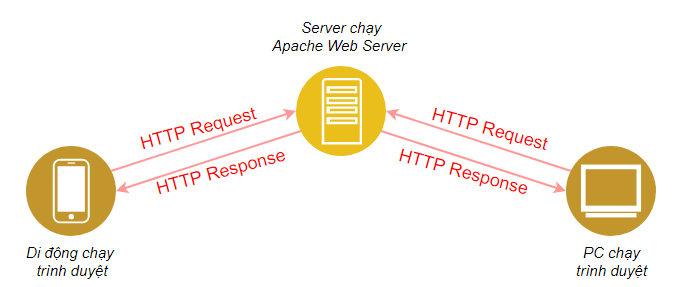 Server chạy
Apache Web Server
HTTP Request
HTTP Response
HTTP Request
HTTP Response
Di động chạy
trình duyệt
PC chạy
trình duyệt